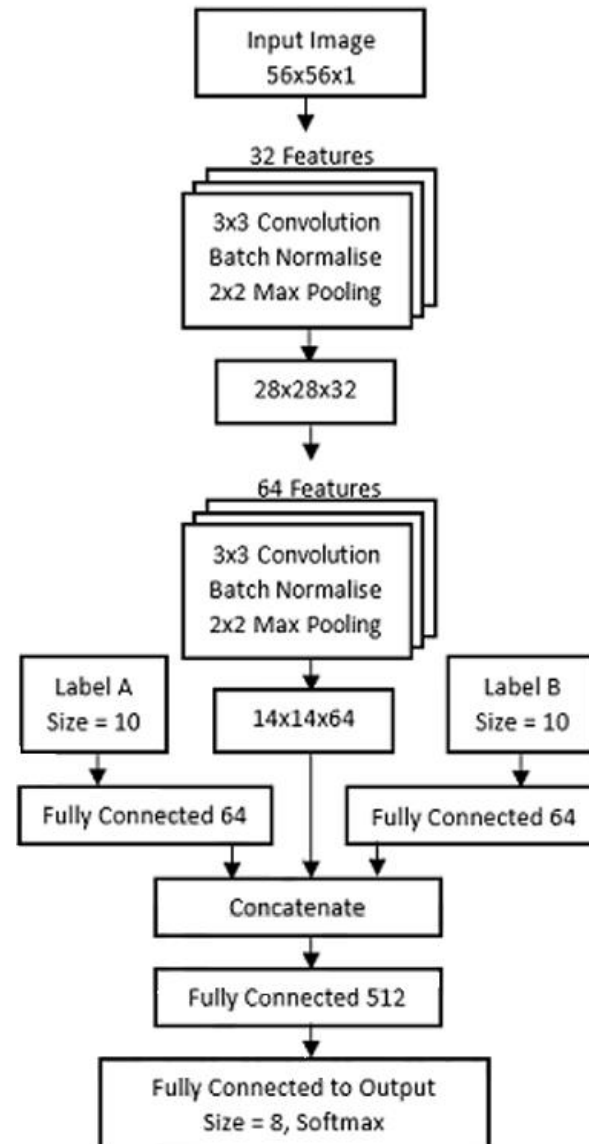 Input Image
56x56x1
32 Features
3x3 Convolution
Batch Normalise
2x2 Max Pooling
28x28x32
64 Features
3x3 Convolution
Batch Normalise
2x2 Max Pooling
Label A
Size = 10
14x14x64
Label B
Size = 10
Fully Connected 64
Fully Connected 64
Concatenate
Fully Connected 512
Fully Connected to Output
Size = 8, Softmax